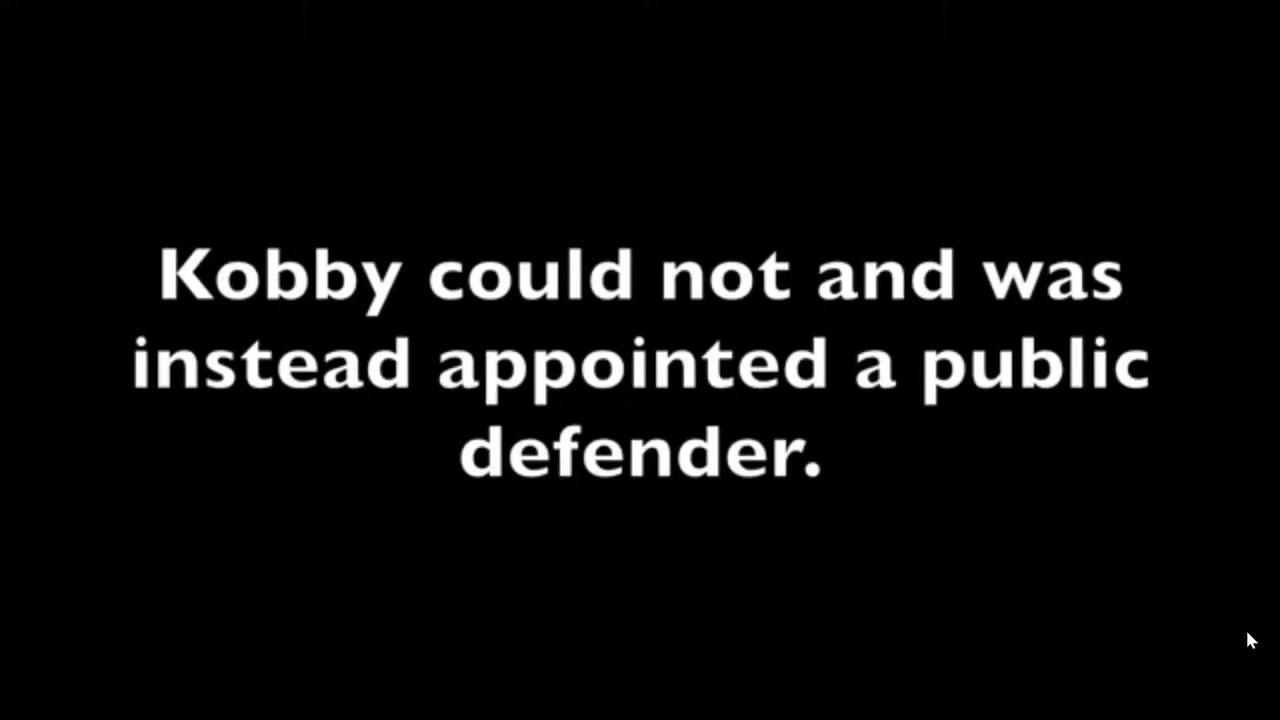 Kobby could not and was
instead appointed a public
defender.